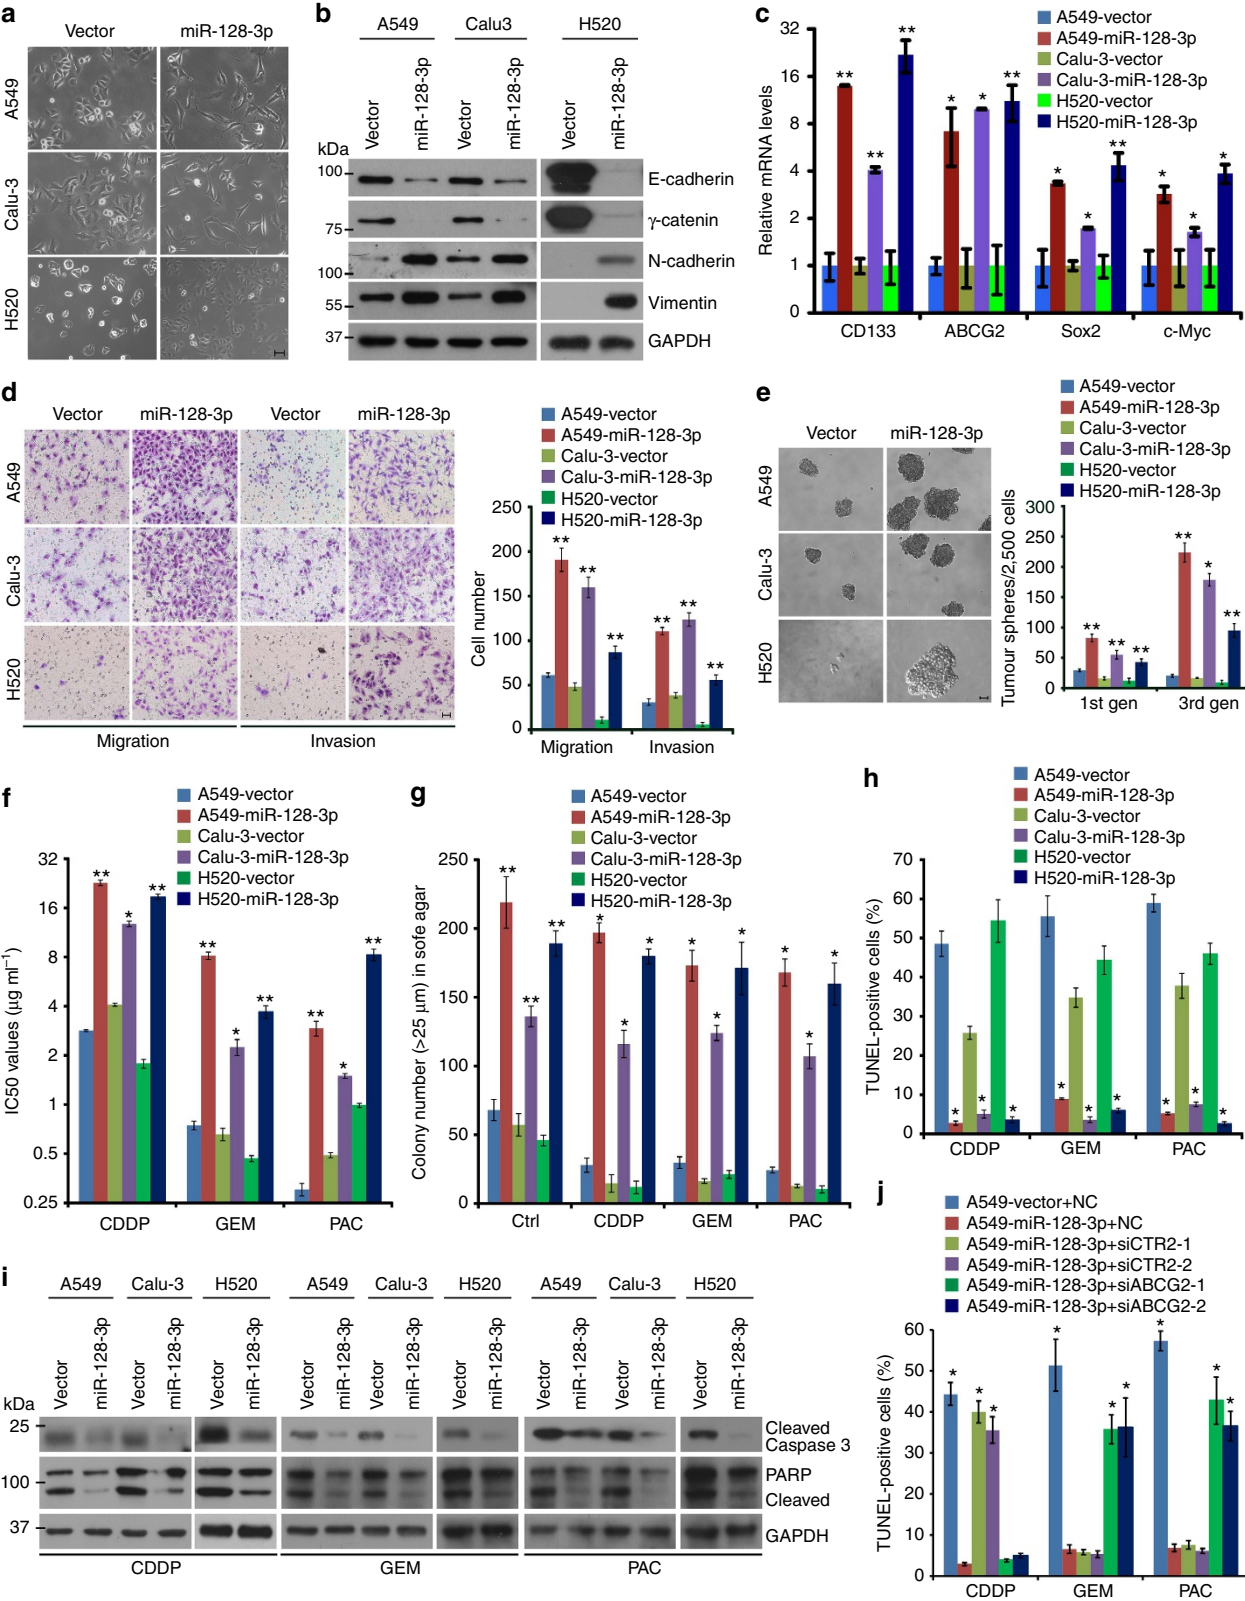 a
Vector
miR-128-3p
A549
Calu-3
H520
b
A549
Calu3
H520
Vector
miR-128-3p
Vector
miR-128-3p
Vector
miR-128-3p
kDa
100
75
100
55
37
E-cadherin
γ-catenin
N-cadherin
Vimentin
GAPDH
c
A549-vector
A549-miR-128-3p
Calu-3-vector
Calu-3-miR-128-3p
H520-vector
H520-miR-128-3p
Relative mRNA levels
32
16
8
4
2
1
0
** ** ** * * ** * * ** * * *
CD133
ABCG2
Sox2
c-Myc
d
Vector
miR-128-3p
Vector
miR-128-3p
A549
Calu-3
H520
Migration
Invasion
A549-vector
A549-miR-128-3p
Calu-3-vector
Calu-3-miR-128-3p
H520-vector
H520-miR-128-3p
Cell number
250
200
150
100
50
0
** ** ** ** ** **
Migration
Invasion
e
Vector
miR-128-3p
A549
Calu-3
H520
A549-vector
A549-miR-128-3p
Calu-3-vector
Calu-3-miR-128-3p
H520-vector
H520-miR-128-3p
Tumour spheres/2,500 cells
300
250
200
150
100
50
0
** ** ** ** * **
1st gen
3rd gen
f
A549-vector
A549-miR-128-3p
Calu-3-vector
Calu-3-miR-128-3p
H520-vector
H520-miR-128-3p
IC50 values (µg ml⁻¹)
32
16
8
4
2
1
0.5
0.25
** * ** ** * ** ** * **
CDDP
GEM
PAC
g
A549-vector
A549-miR-128-3p
Calu-3-vector
Calu-3-miR-128-3p
H520-vector
H520-miR-128-3p
Colony number (>25 µm) in sofe agar
250
200
150
100
50
0
** ** ** * * * * * * * * *
Ctrl
CDDP
GEM
PAC
h
A549-vector
A549-miR-128-3p
Calu-3-vector
Calu-3-miR-128-3p
H520-vector
H520-miR-128-3p
TUNEL-positive cells (%)
70
60
50
40
30
20
10
0
* * * * * * * * *
CDDP
GEM
PAC
i
A549
Calu-3
H520
A549
Calu-3
H520
A549
Calu-3
H520
Vector
miR-128-3p
Vector
miR-128-3p
Vector
miR-128-3p
Vector
miR-128-3p
Vector
miR-128-3p
Vector
miR-128-3p
Vector
miR-128-3p
Vector
miR-128-3p
Vector
miR-128-3p
kDa
25
100
37
Cleaved
Caspase 3
PARP
Cleaved
GAPDH
CDDP
GEM
PAC
j
A549-vector+NC
A549-miR-128-3p+NC
A549-miR-128-3p+siCTR2-1
A549-miR-128-3p+siCTR2-2
A549-miR-128-3p+siABCG2-1
A549-miR-128-3p+siABCG2-2
TUNEL-positive cells (%)
60
50
40
30
20
10
0
* * * * * * * * *
CDDP
GEM
PAC